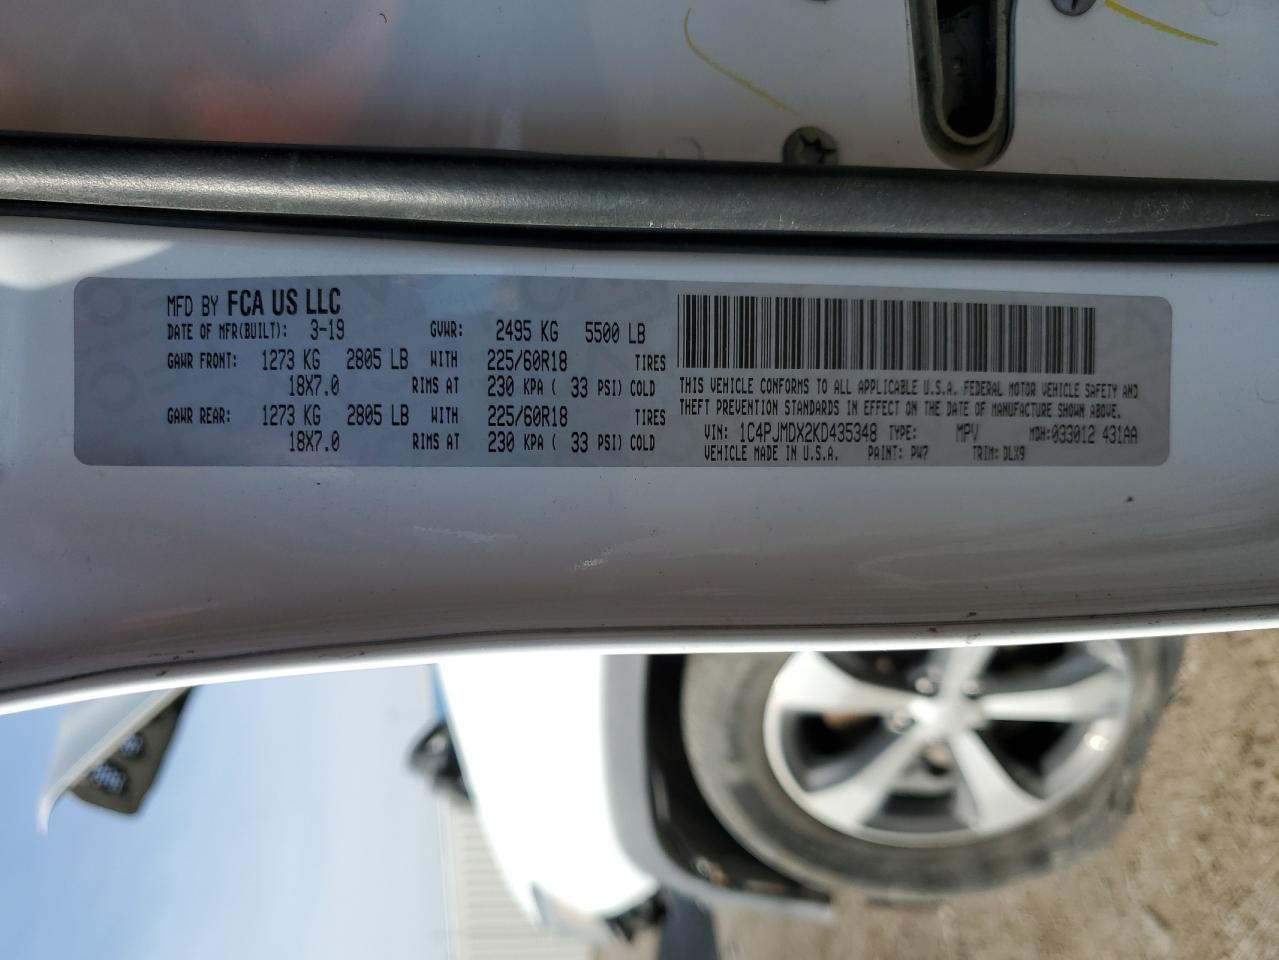 MFD BY FCA US LLC
DATE OF MFR(BUILT): 3-19 GVWR: 2495 KG 5500 LB
GAWR FRONT: 1273 KG 2805 LB WITH 225/60R18 TIRES
18X7.0 RIMS AT 230 KPA ( 33 PSI) COLD
GAWR REAR: 1273 KG 2805 LB WITH 225/60R18 TIRES
18X7.0 RIMS AT 230 KPA ( 33 PSI) COLD
THIS VEHICLE CONFORMS TO ALL APPLICABLE U.S.A. FEDERAL MOTOR VEHICLE SAFETY AND
THEFT PREVENTION STANDARDS IN EFFECT ON THE DATE OF MANUFACTURE SHOWN ABOVE.
VIN: 1C4PJMDX2KD435348 TYPE: MPV MDH: 033012 431AA
VEHICLE MADE IN U.S.A. PAINT: PW7 TRIM: DLX9